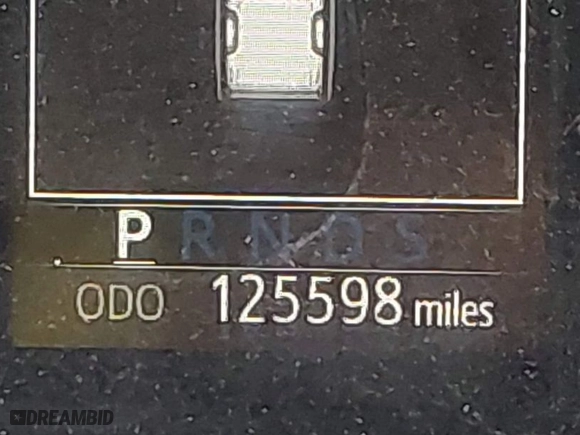 P R N D S
ODO 125598 miles
DREAMBID